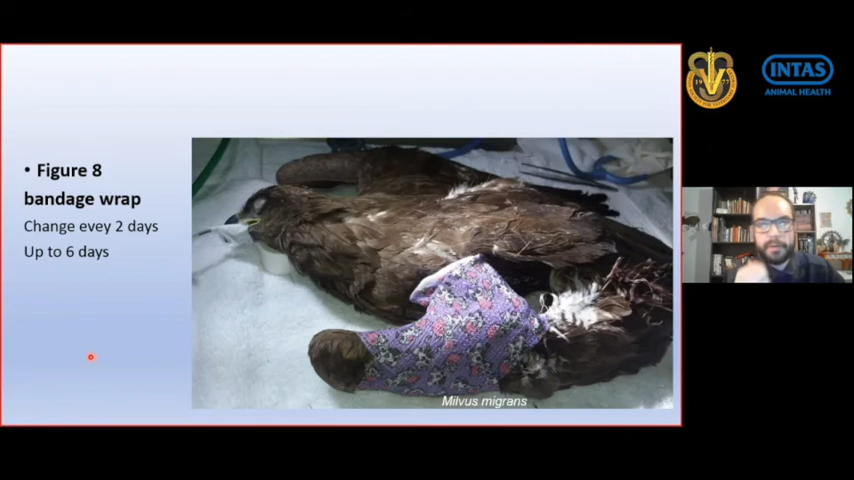 • Figure 8
bandage wrap
Change evey 2 days
Up to 6 days
Milvus migrans
INTAS
ANIMAL HEALTH